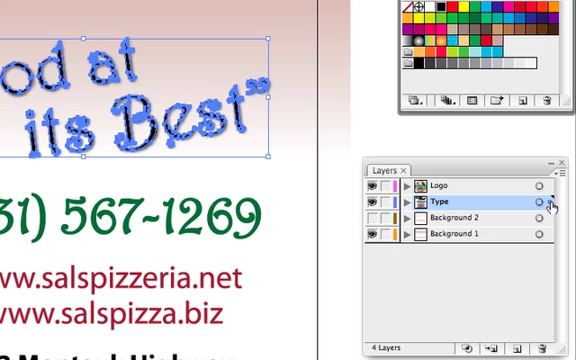 od at
its Best"
31) 567-1269
ww.salspizzeria.net
www.salspizza.biz
Layers
Logo
Type
Background 2
Background 1
4 Layers